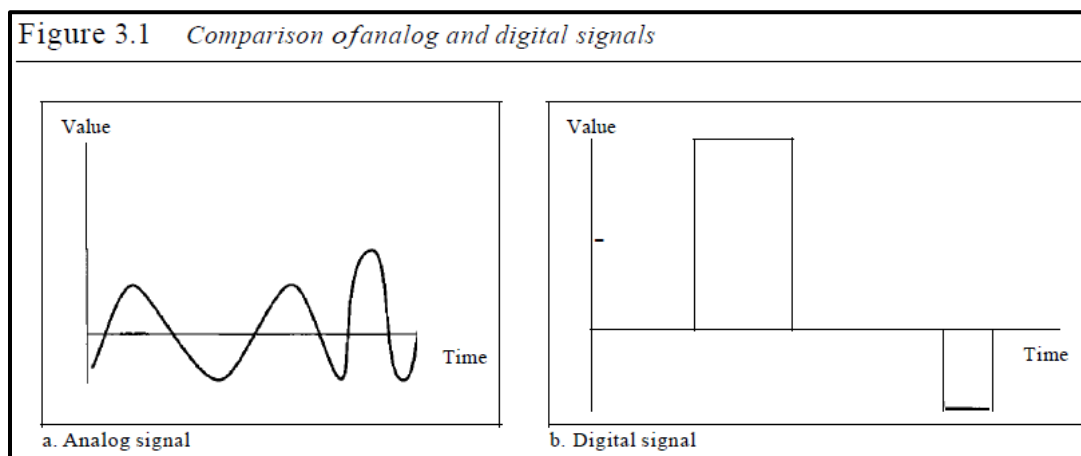 Figure 3.1 Comparison ofanalog and digital signals
Value
Time
a. Analog signal
Value
Time
b. Digital signal